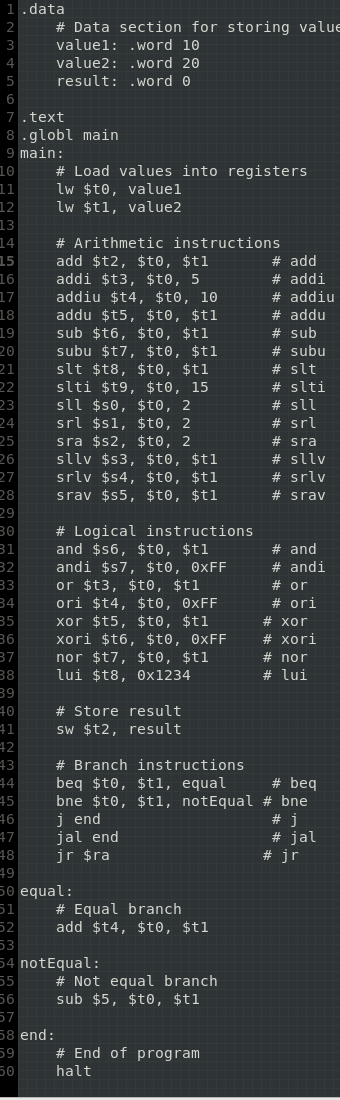 1 .data
2 # Data section for storing value
3 value1: .word 10
4 value2: .word 20
5 result: .word 0
6
7 .text
8 .globl main
9 main:
10 # Load values into registers
11 lw $t0, value1
12 lw $t1, value2
13
14 # Arithmetic instructions
15 add $t2, $t0, $t1 # add
16 addi $t3, $t0, 5 # addi
17 addiu $t4, $t0, 10 # addiu
18 addu $t5, $t0, $t1 # addu
19 sub $t6, $t0, $t1 # sub
20 subu $t7, $t0, $t1 # subu
21 slt $t8, $t0, $t1 # slt
22 slti $t9, $t0, 15 # slti
23 sll $s0, $t0, 2 # sll
24 srl $s1, $t0, 2 # srl
25 sra $s2, $t0, 2 # sra
26 sllv $s3, $t0, $t1 # sllv
27 srlv $s4, $t0, $t1 # srlv
28 srav $s5, $t0, $t1 # srav
29
30 # Logical instructions
31 and $s6, $t0, $t1 # and
32 andi $s7, $t0, 0xFF # andi
33 or $t3, $t0, $t1 # or
34 ori $t4, $t0, 0xFF # ori
35 xor $t5, $t0, $t1 # xor
36 xori $t6, $t0, 0xFF # xori
37 nor $t7, $t0, $t1 # nor
38 lui $t8, 0x1234 # lui
39
40 # Store result
41 sw $t2, result
42
43 # Branch instructions
44 beq $t0, $t1, equal # beq
45 bne $t0, $t1, notEqual # bne
46 j end # j
47 jal end # jal
48 jr $ra # jr
49
50 equal:
51 # Equal branch
52 add $t4, $t0, $t1
53
54 notEqual:
55 # Not equal branch
56 sub $5, $t0, $t1
57
58 end:
59 # End of program
60 halt